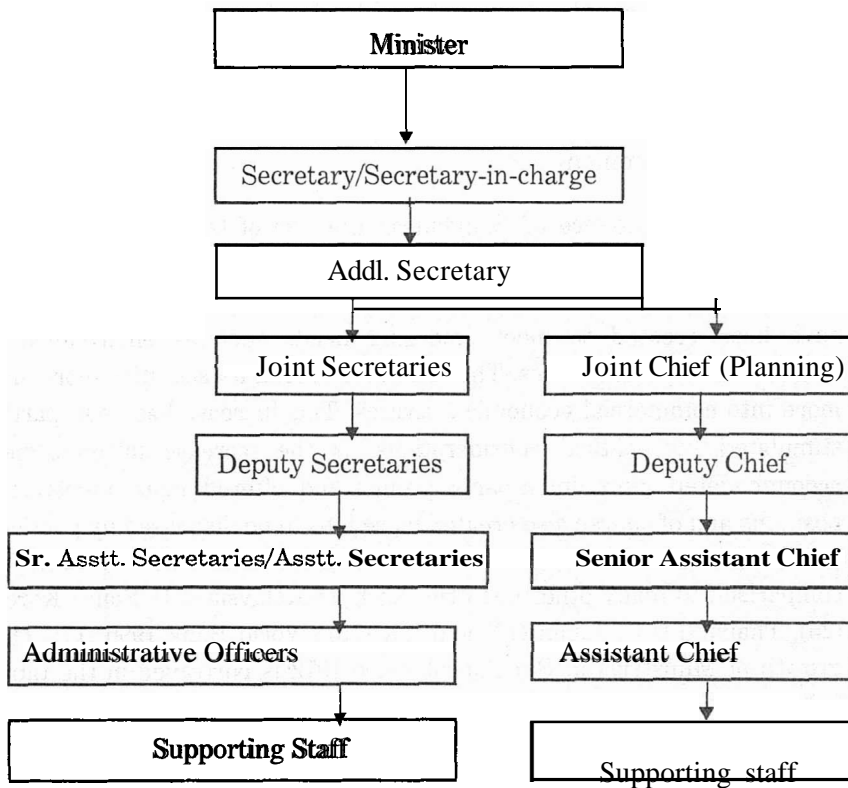 Minister
Secretary/Secretary-in-charge
Addl. Secretary
Joint Secretaries
Joint Chief (Planning)
Deputy Secretaries
Deputy Chief
Sr. Asstt. Secretaries/Asstt. Secretaries
Senior Assistant Chief
Administrative Officers
Assistant Chief
Supporting Staff
Supporting staff